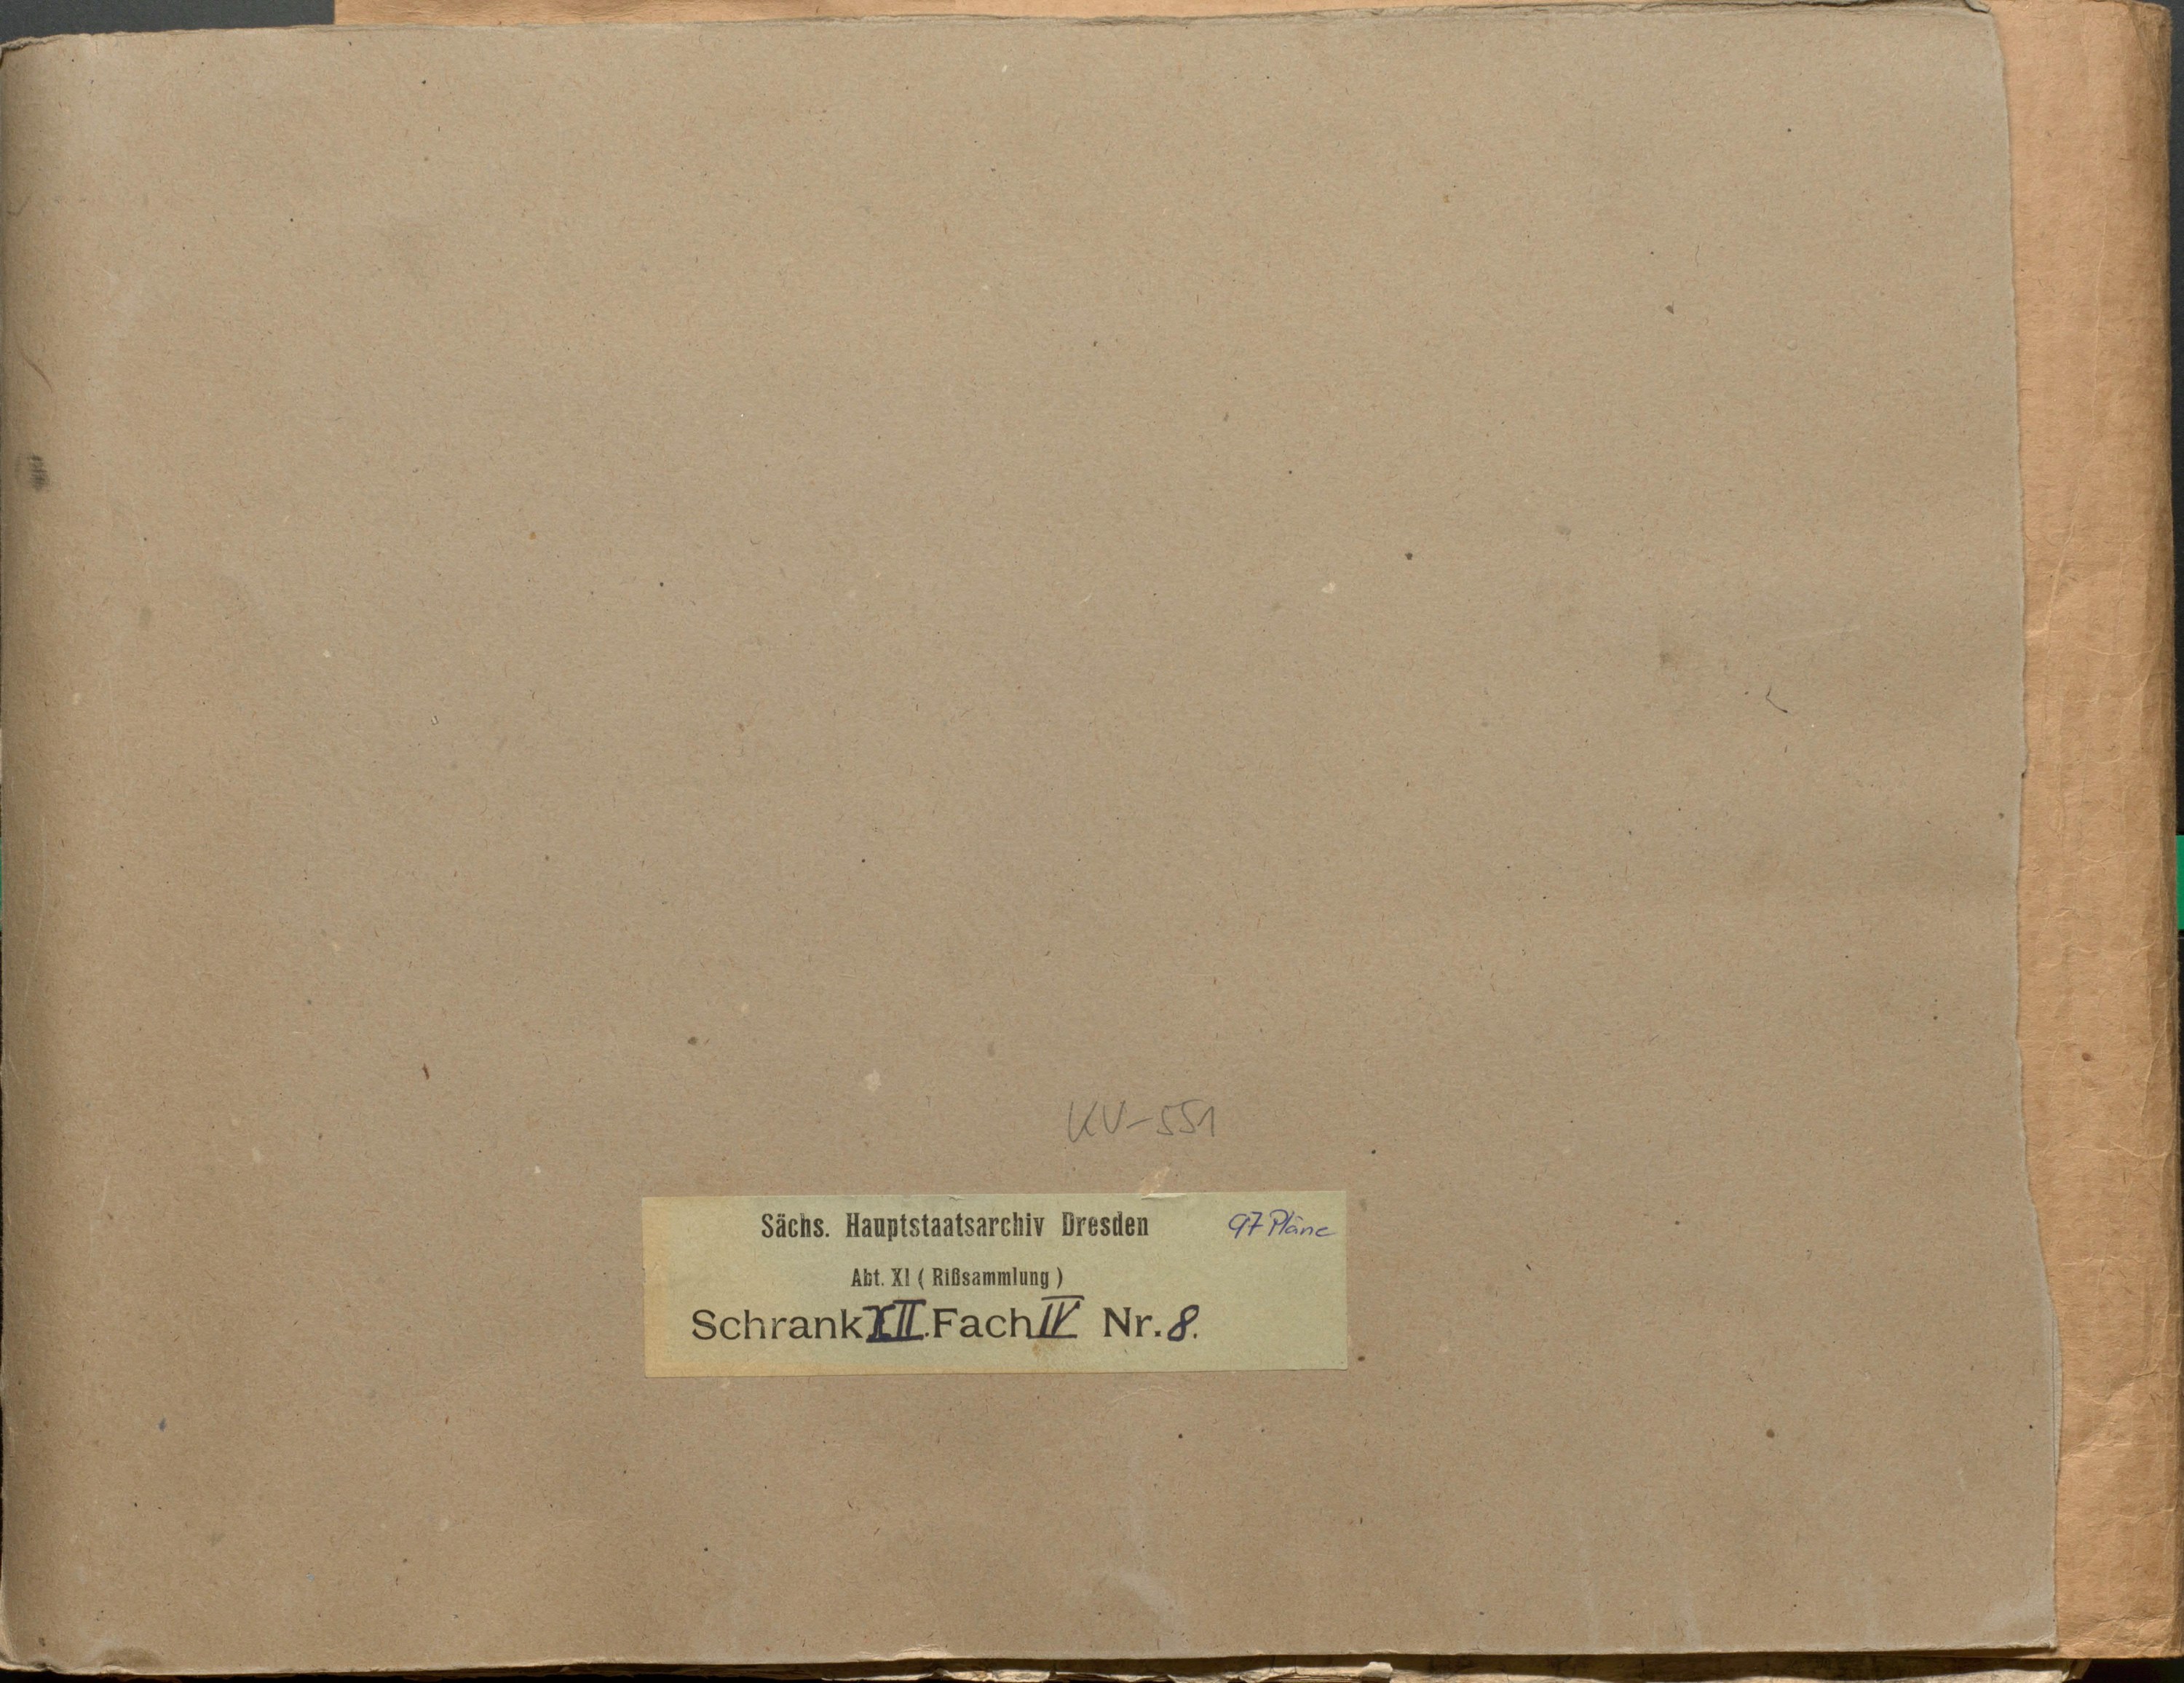 KV-551
Sächs. Hauptstaatsarchiv Dresden 97 Pläne
Abt. XI ( Rißsammlung )
Schrank XII. Fach IV Nr. 8.